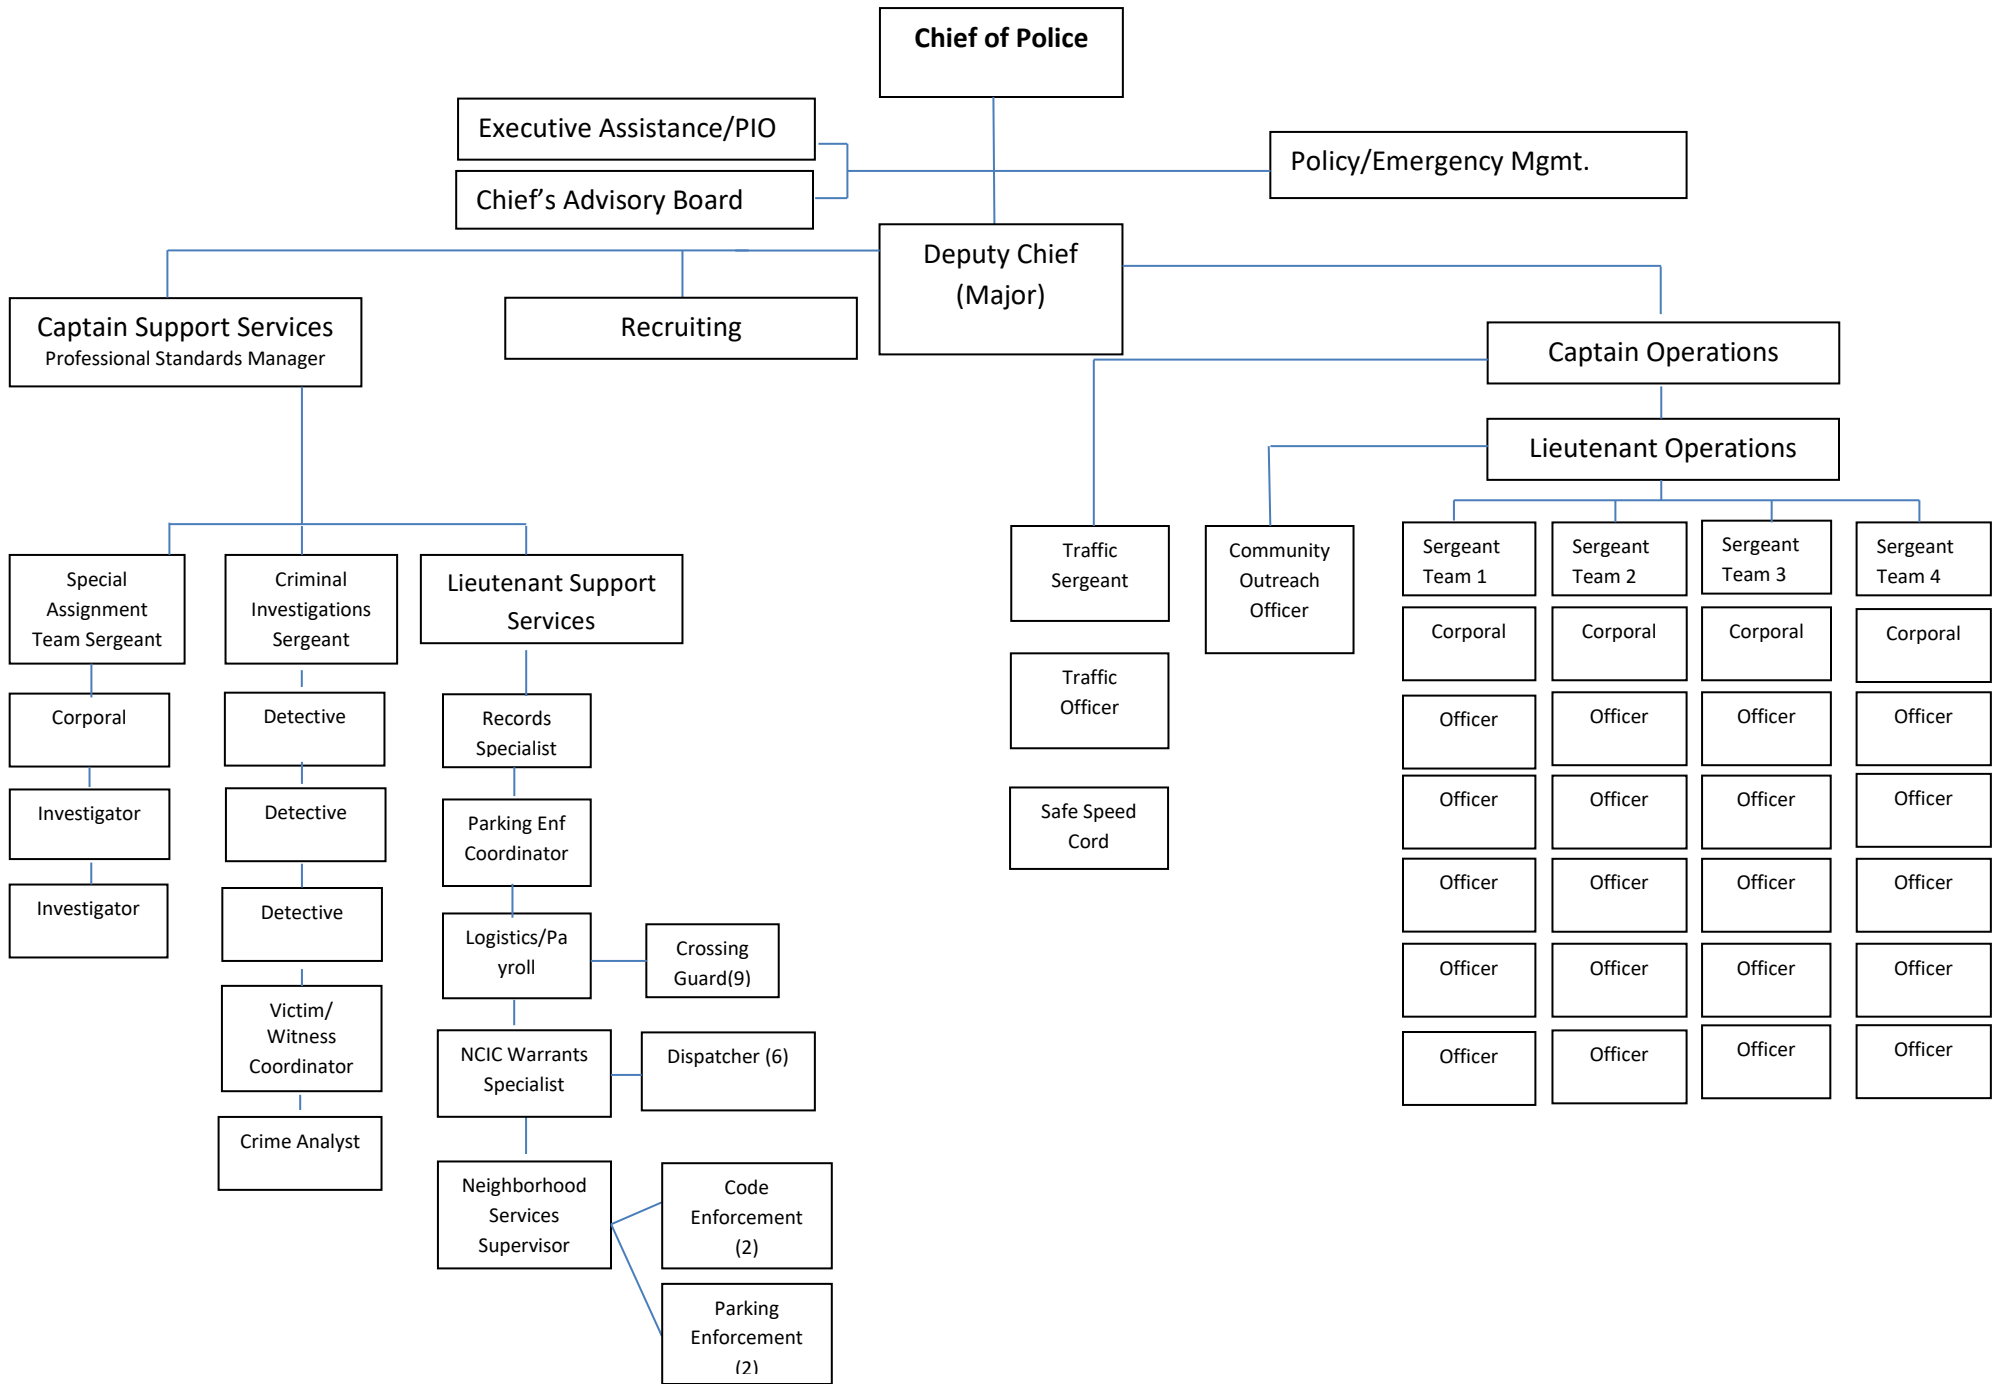 Chief of Police
Executive Assistance/PIO
Policy/Emergency Mgmt.
Chief’s Advisory Board
Deputy Chief
(Major)
Captain Support Services
Professional Standards Manager
Recruiting
Captain Operations
Lieutenant Operations
Special
Assignment
Team Sergeant
Corporal
Investigator
Investigator
Criminal
Investigations
Sergeant
Detective
Detective
Detective
Victim/
Witness
Coordinator
Crime Analyst
Lieutenant Support
Services
Records
Specialist
Parking Enf
Coordinator
Logistics/Pa
yroll
Crossing
Guard(9)
NCIC Warrants
Specialist
Dispatcher (6)
Neighborhood
Services
Supervisor
Code
Enforcement
(2)
Parking
Enforcement
(2)
Traffic
Sergeant
Traffic
Officer
Safe Speed
Cord
Community
Outreach
Officer
Sergeant
Team 1
Corporal
Officer
Officer
Officer
Officer
Officer
Sergeant
Team 2
Corporal
Officer
Officer
Officer
Officer
Officer
Sergeant
Team 3
Corporal
Officer
Officer
Officer
Officer
Officer
Sergeant
Team 4
Corporal
Officer
Officer
Officer
Officer
Officer